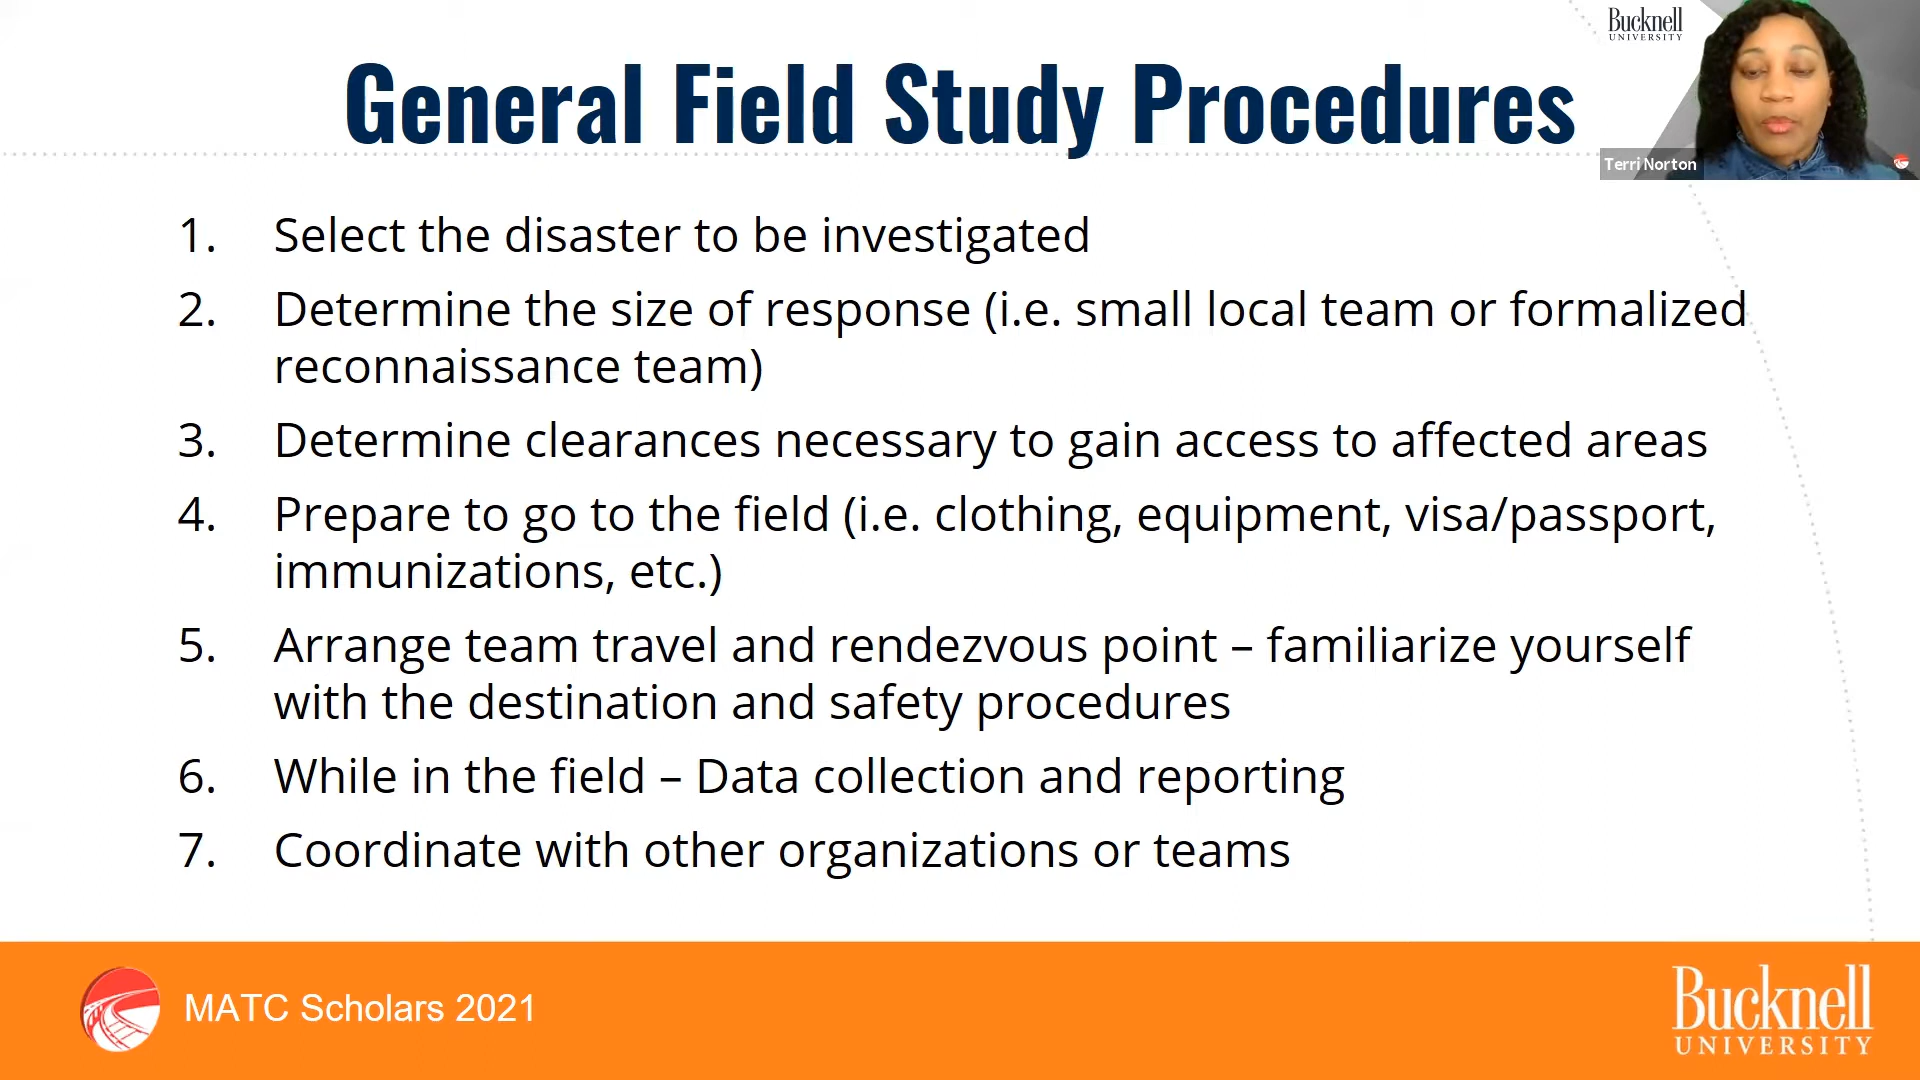 Bucknell
UNIVERSITY
General Field Study Procedures
Terri Norton
1. Select the disaster to be investigated
2. Determine the size of response (i.e. small local team or formalized
reconnaissance team)
3. Determine clearances necessary to gain access to affected areas
4. Prepare to go to the field (i.e. clothing, equipment, visa/passport,
immunizations, etc.)
5. Arrange team travel and rendezvous point – familiarize yourself
with the destination and safety procedures
6. While in the field – Data collection and reporting
7. Coordinate with other organizations or teams
MATC Scholars 2021
Bucknell
UNIVERSITY